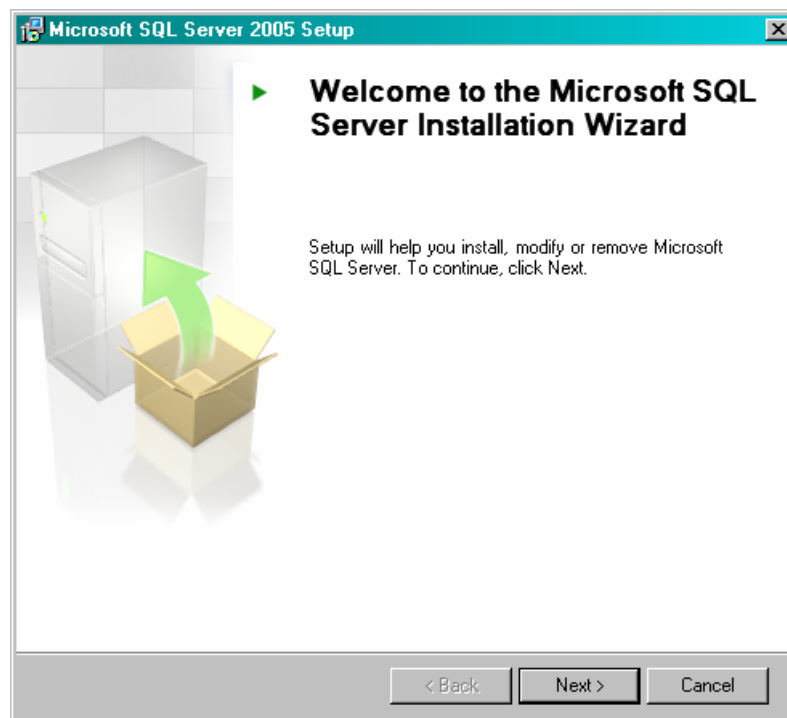 Microsoft SQL Server 2005 Setup
Welcome to the Microsoft SQL
Server Installation Wizard
Setup will help you install, modify or remove Microsoft
SQL Server. To continue, click Next.
< Back
Next >
Cancel